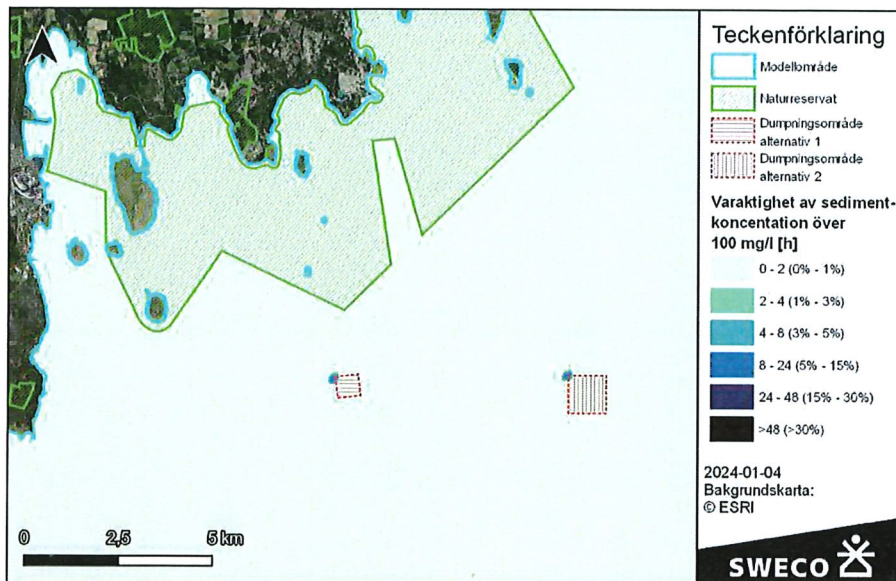 Teckenförklaring
Modellområde
Naturreservat
Dumpningsområde
alternativ 1
Dumpningsområde
alternativ 2
Varaktighet av sediment-
koncentation över
100 mg/l [h]
0 - 2 (0% - 1%)
2 - 4 (1% - 3%)
4 - 8 (3% - 5%)
8 - 24 (5% - 15%)
24 - 48 (15% - 30%)
>48 (>30%)
2024-01-04
Bakgrundskarta:
© ESRI
0 2,5 5 km
SWECO